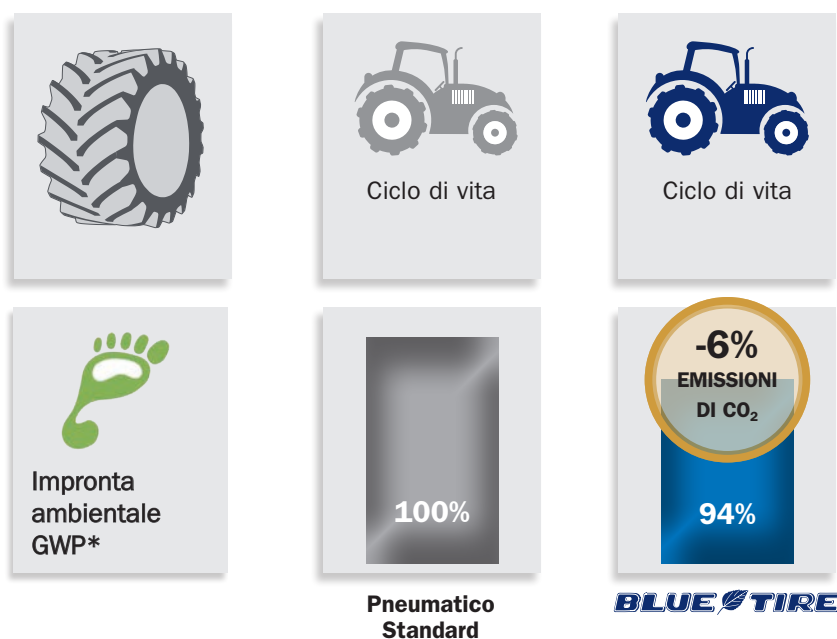 Ciclo di vita
Ciclo di vita
Impronta
ambientale
GWP*
100%
-6%
EMISSIONI
DI CO₂
94%
Pneumatico
Standard
BLUE TIRE